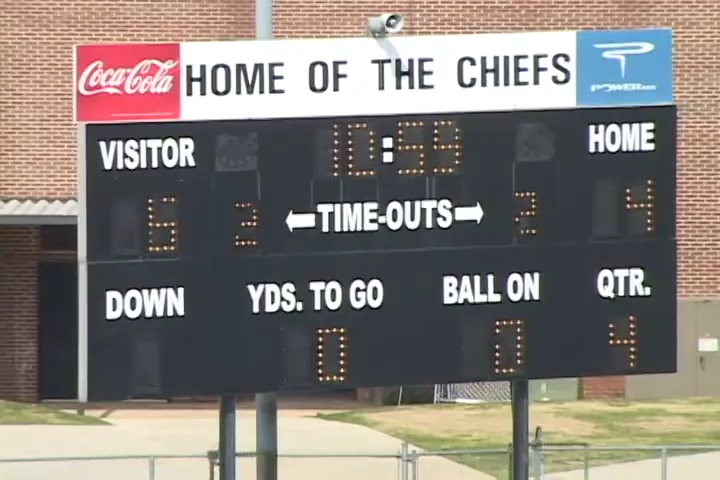 Coca-Cola HOME OF THE CHIEFS POWERADE
VISITOR 10:59 HOME
5 2 TIME-OUTS 2 4
DOWN YDS. TO GO BALL ON QTR.
0 0 4